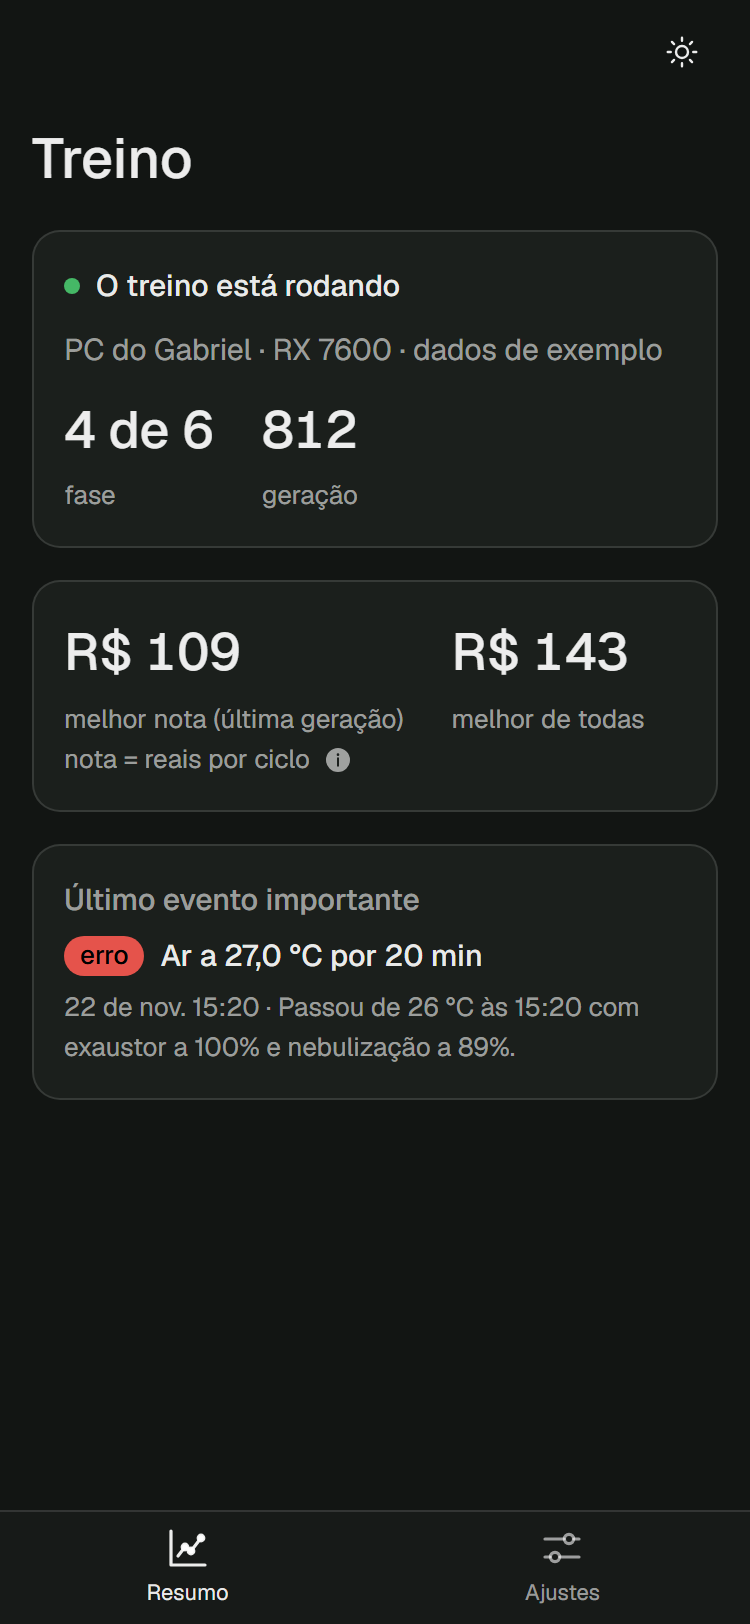 Treino
O treino está rodando
PC do Gabriel · RX 7600 · dados de exemplo
4 de 6 812
fase geração
R$ 109 R$ 143
melhor nota (última geração) melhor de todas
nota = reais por ciclo
Último evento importante
erro Ar a 27,0 °C por 20 min
22 de nov. 15:20 · Passou de 26 °C às 15:20 com
exaustor a 100% e nebulização a 89%.
Resumo Ajustes